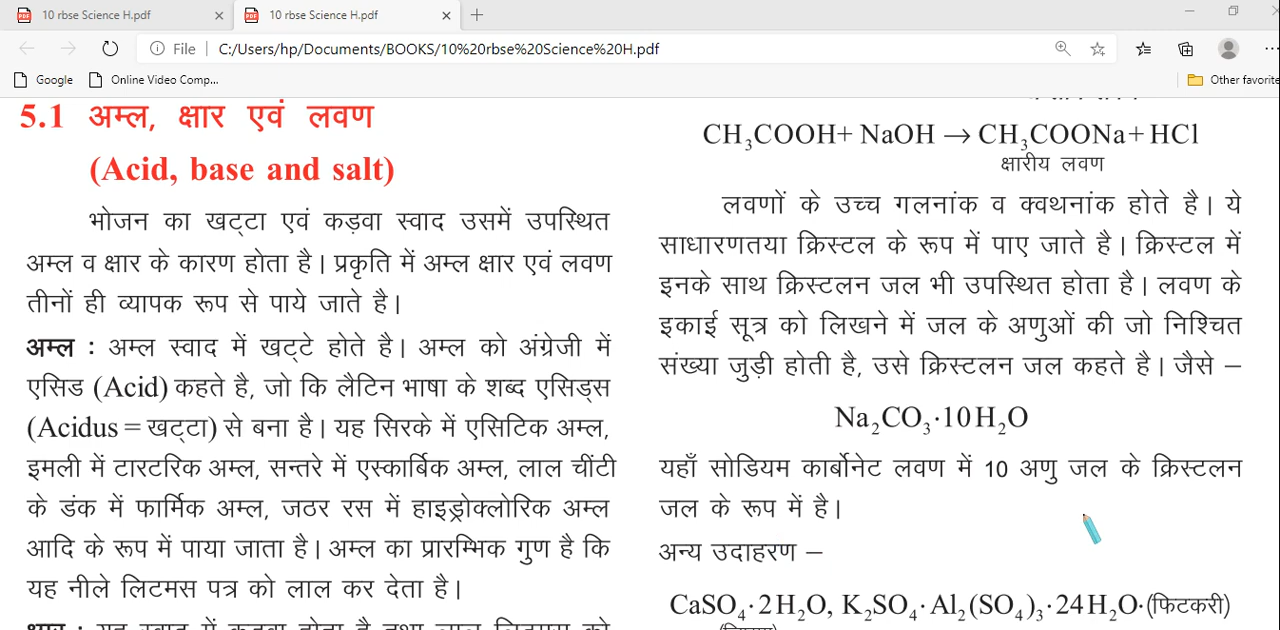 10 rbse Science H.pdf
10 rbse Science H.pdf
File
C:/Users/hp/Documents/BOOKS/10%20rbse%20Science%20H.pdf
Google
Online Video Comp...
Other favorite
5.1 अम्ल, क्षार एवं लवण
(Acid, base and salt)
भोजन का खट्टा एवं कड़वा स्वाद उसमें उपस्थित
अम्ल व क्षार के कारण होता है। प्रकृति में अम्ल क्षार एवं लवण
तीनों ही व्यापक रूप से पाये जाते है।
अम्ल : अम्ल स्वाद में खट्टे होते है। अम्ल को अंग्रेजी में
एसिड (Acid) कहते है, जो कि लैटिन भाषा के शब्द एसिड्स
(Acidus = खट्टा) से बना है। यह सिरके में एसिटिक अम्ल,
इमली में टारटरिक अम्ल, सन्तरे में एस्कार्बिक अम्ल, लाल चींटी
के डंक में फार्मिक अम्ल, जठर रस में हाइड्रोक्लोरिक अम्ल
आदि के रूप में पाया जाता है। अम्ल का प्रारम्भिक गुण है कि
यह नीले लिटमस पत्र को लाल कर देता है।
क्षार : यह स्वाद में कड़वा होता है तथा लाल लिटमस को
CH₃COOH+ NaOH → CH₃COONa+HCl
क्षारीय लवण
लवणों के उच्च गलनांक व क्वथनांक होते है। ये
साधारणतया क्रिस्टल के रूप में पाए जाते है। क्रिस्टल में
इनके साथ क्रिस्टलन जल भी उपस्थित होता है। लवण के
इकाई सूत्र को लिखने में जल के अणुओं की जो निश्चित
संख्या जुड़ी होती है, उसे क्रिस्टलन जल कहते है। जैसे –
Na₂CO₃·10H₂O
यहाँ सोडियम कार्बोनेट लवण में 10 अणु जल के क्रिस्टलन
जल के रूप में है।
अन्य उदाहरण –
CaSO₄·2H₂O, K₂SO₄·Al₂(SO₄)₃·24H₂O·(फिटकरी)